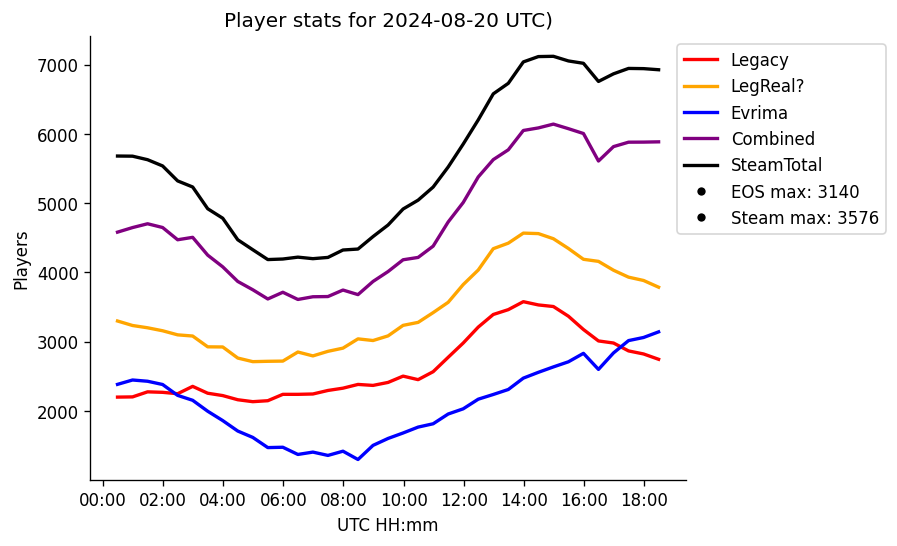 Player stats for 2024-08-20 UTC)
7000
6000
5000
4000
3000
2000
Players
00:00 02:00 04:00 06:00 08:00 10:00 12:00 14:00 16:00 18:00
UTC HH:mm
Legacy
LegReal?
Evrima
Combined
SteamTotal
EOS max: 3140
Steam max: 3576